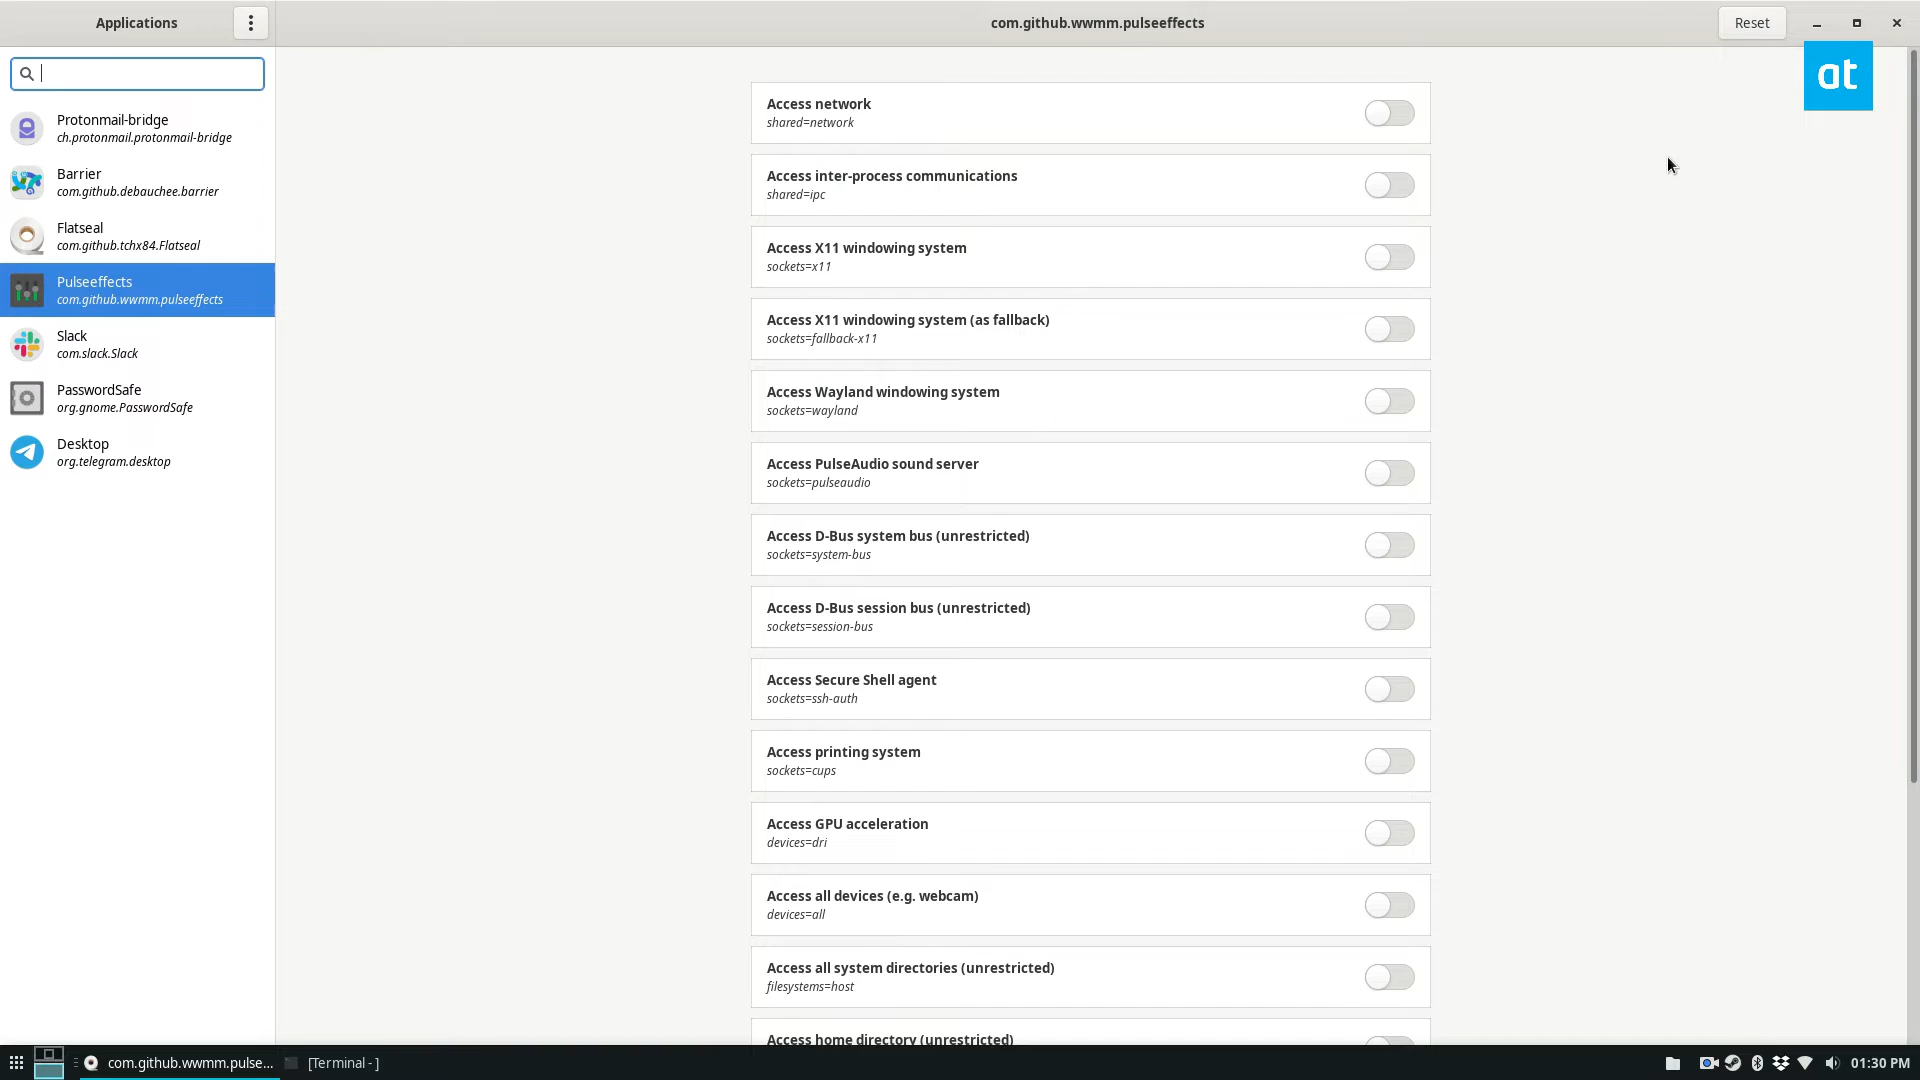 Applications
com.github.wwmm.pulseeffects
Reset
at
Protonmail-bridge
ch.protonmail.protonmail-bridge
Barrier
com.github.debauchee.barrier
Flatseal
com.github.tchx84.Flatseal
Pulseeffects
com.github.wwmm.pulseeffects
Slack
com.slack.Slack
PasswordSafe
org.gnome.PasswordSafe
Desktop
org.telegram.desktop
Access network
shared=network
Access inter-process communications
shared=ipc
Access X11 windowing system
sockets=x11
Access X11 windowing system (as fallback)
sockets=fallback-x11
Access Wayland windowing system
sockets=wayland
Access PulseAudio sound server
sockets=pulseaudio
Access D-Bus system bus (unrestricted)
sockets=system-bus
Access D-Bus session bus (unrestricted)
sockets=session-bus
Access Secure Shell agent
sockets=ssh-auth
Access printing system
sockets=cups
Access GPU acceleration
devices=dri
Access all devices (e.g. webcam)
devices=all
Access all system directories (unrestricted)
filesystems=host
Access home directory (unrestricted)
com.github.wwmm.pulse...
[Terminal - ]
01:30 PM